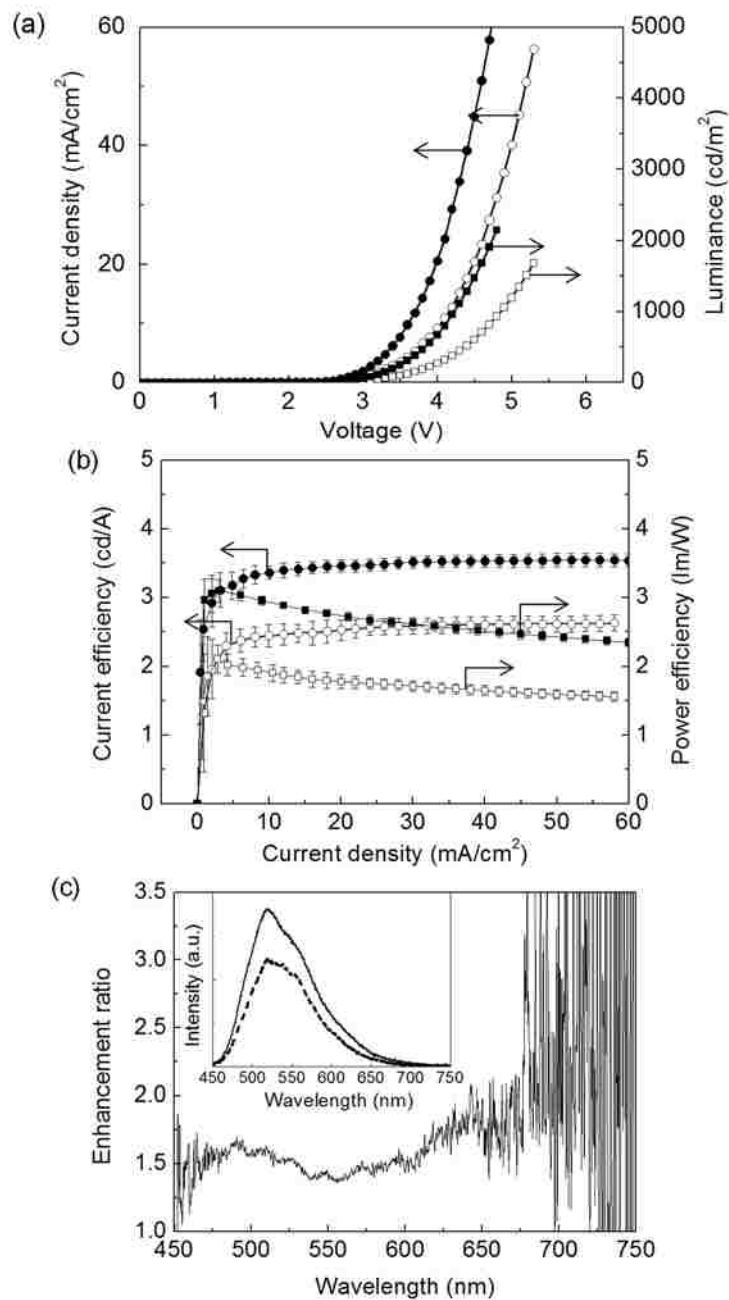 (a)
60
40
20
0
Current density (mA/cm²)
5000
4000
3000
2000
1000
0
Luminance (cd/m²)
0 1 2 3 4 5 6
Voltage (V)
(b)
5
4
3
2
1
0
Current efficiency (cd/A)
5
4
3
2
1
0
Power efficiency (lm/W)
0 10 20 30 40 50 60
Current density (mA/cm²)
(c)
3.5
3.0
2.5
2.0
1.5
1.0
Enhancement ratio
Intensity (a.u.)
450 500 550 600 650 700 750
Wavelength (nm)
450 500 550 600 650 700 750
Wavelength (nm)